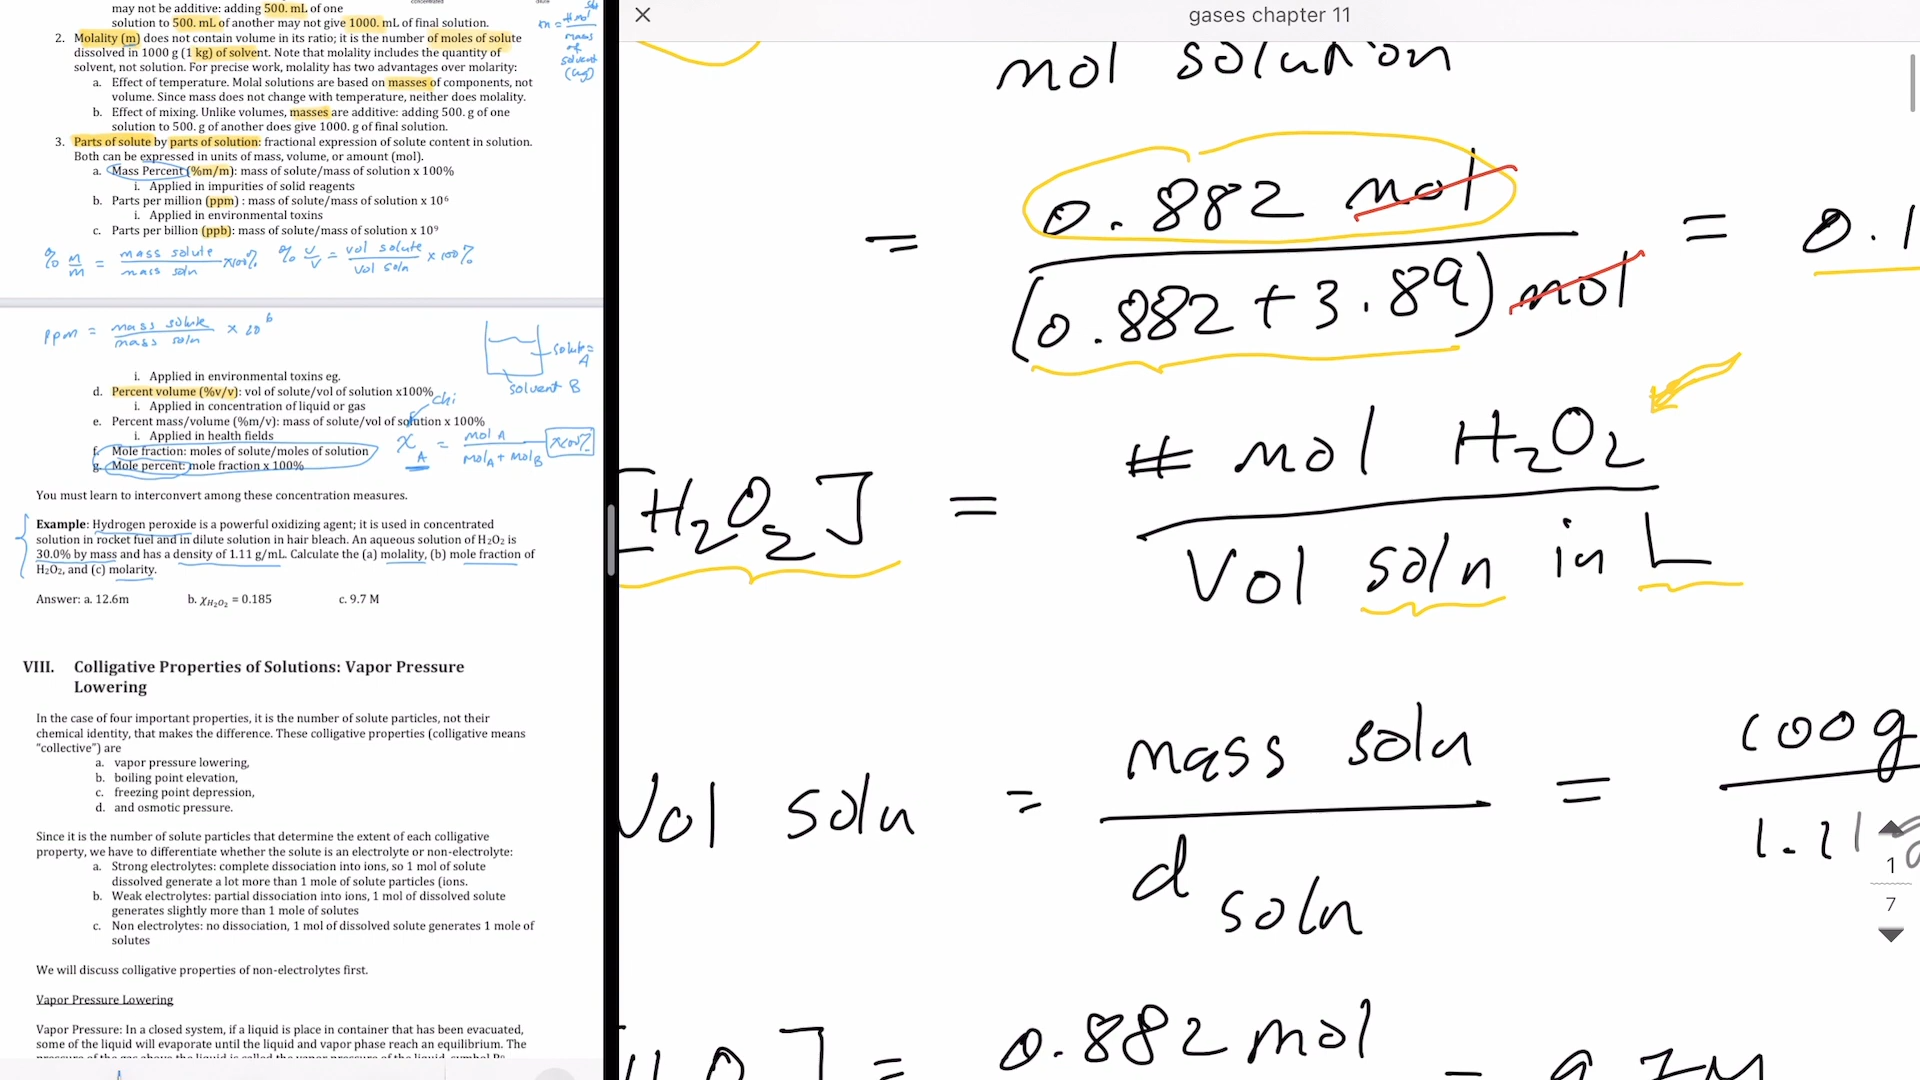 may not be additive: adding 500. mL of one
solution to 500. mL of another may not give 1000. mL of final solution.
2. Molality (m) does not contain volume in its ratio; it is the number of moles of solute
dissolved in 1000 g (1 kg) of solvent. Note that molality includes the quantity of
solvent, not solution. For precise work, molality has two advantages over molarity:
a. Effect of temperature. Molal solutions are based on masses of components, not
volume. Since mass does not change with temperature, neither does molality.
b. Effect of mixing. Unlike volumes, masses are additive: adding 500. g of one
solution to 500. g of another does give 1000. g of final solution.
mass
of
solvent
(kg)
3. Parts of solute by parts of solution: fractional expression of solute content in solution.
Both can be expressed in units of mass, volume, or amount (mol).
a. Mass Percent (%m/m): mass of solute/mass of solution x 100%
i. Applied in impurities of solid reagents
b. Parts per million (ppm) : mass of solute/mass of solution x 10⁶
i. Applied in environmental toxins
c. Parts per billion (ppb): mass of solute/mass of solution x 10⁹
% m/m = mass solute / mass soln x100% % v/v = vol solute / vol soln x 100%
ppm = mass solute / mass soln x 10⁶
solute = A
solvent B
i. Applied in environmental toxins eg.
d. Percent volume (%v/v): vol of solute/vol of solution x100%
i. Applied in concentration of liquid or gas
chi
e. Percent mass/volume (%m/v): mass of solute/vol of solution x 100%
i. Applied in health fields
f. Mole fraction: moles of solute/moles of solution
g. Mole percent: mole fraction x 100%
χ_A = mol A / mol_A + mol_B x100%
You must learn to interconvert among these concentration measures.
Example: Hydrogen peroxide is a powerful oxidizing agent; it is used in concentrated
solution in rocket fuel and in dilute solution in hair bleach. An aqueous solution of H₂O₂ is
30.0% by mass and has a density of 1.11 g/mL. Calculate the (a) molality, (b) mole fraction of
H₂O₂, and (c) molarity.
Answer: a. 12.6m b. χ_H₂O₂ = 0.185 c. 9.7 M
VIII. Colligative Properties of Solutions: Vapor Pressure
Lowering
In the case of four important properties, it is the number of solute particles, not their
chemical identity, that makes the difference. These colligative properties (colligative means
"collective") are
a. vapor pressure lowering,
b. boiling point elevation,
c. freezing point depression,
d. and osmotic pressure.
Since it is the number of solute particles that determine the extent of each colligative
property, we have to differentiate whether the solute is an electrolyte or non-electrolyte:
a. Strong electrolytes: complete dissociation into ions, so 1 mol of solute
dissolved generate a lot more than 1 mole of solute particles (ions.
b. Weak electrolytes: partial dissociation into ions, 1 mol of dissolved solute
generates slightly more than 1 mole of solutes
c. Non electrolytes: no dissociation, 1 mol of dissolved solute generates 1 mole of
solutes
We will discuss colligative properties of non-electrolytes first.
Vapor Pressure Lowering
Vapor Pressure: In a closed system, if a liquid is place in container that has been evacuated,
some of the liquid will evaporate until the liquid and vapor phase reach an equilibrium. The
gases chapter 11
mol solution
= 0.882 mol / (0.882 + 3.89) mol = 0.1
[H₂O₂] = # mol H₂O₂ / Vol soln in L
Vol soln = mass soln / d soln = 100 g / 1.11
1
7
= 0.882 mol = 9.7M